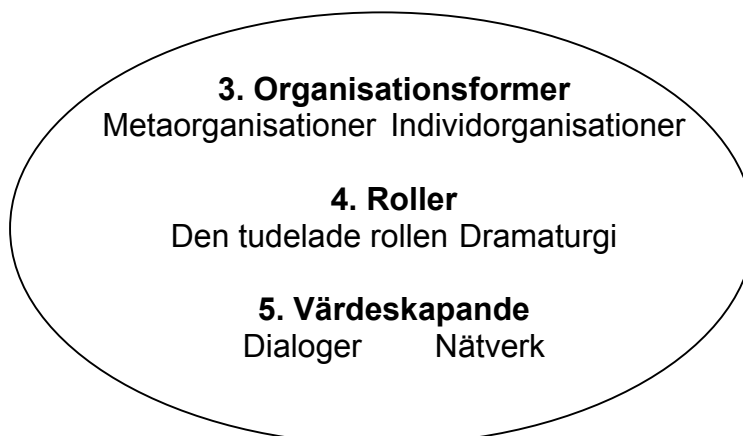 3. Organisationsformer
Metaorganisationer Individorganisationer
4. Roller
Den tudelade rollen Dramaturgi
5. Värdeskapande
Dialoger Nätverk